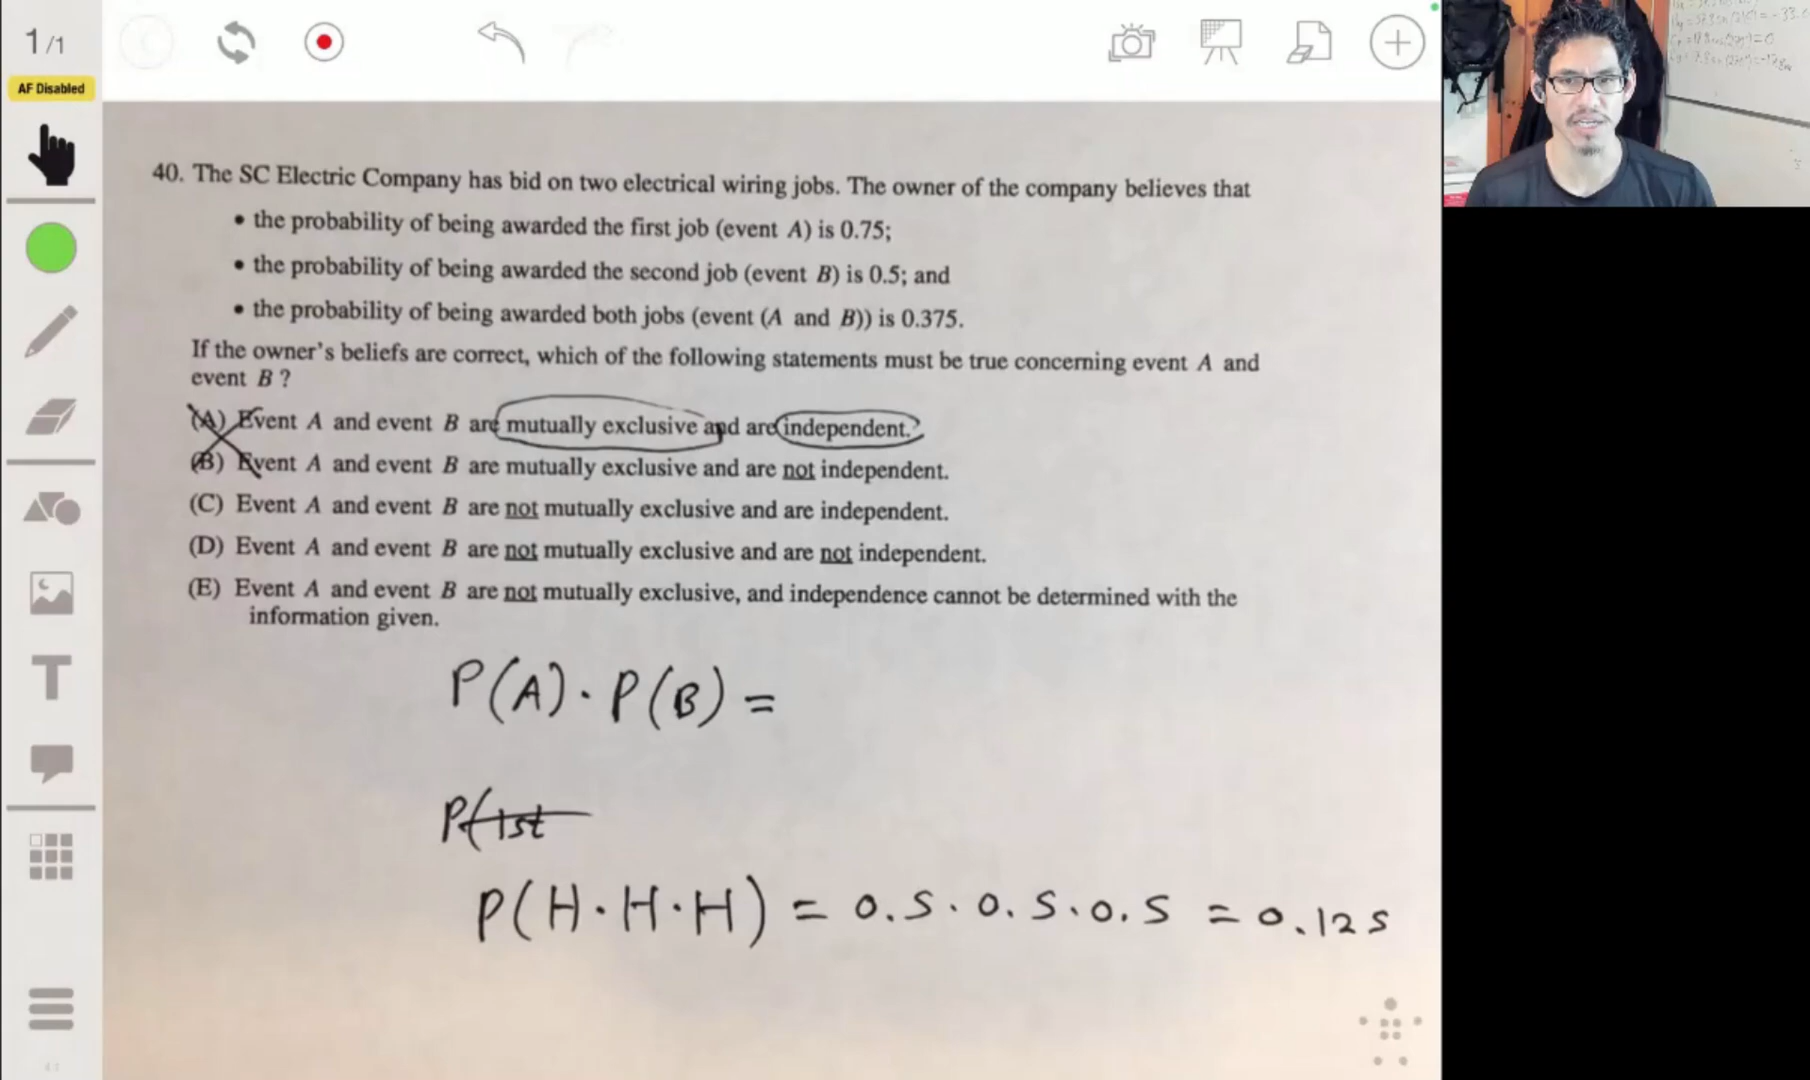 1/1
AF Disabled
40. The SC Electric Company has bid on two electrical wiring jobs. The owner of the company believes that
• the probability of being awarded the first job (event A) is 0.75;
• the probability of being awarded the second job (event B) is 0.5; and
• the probability of being awarded both jobs (event (A and B)) is 0.375.
If the owner's beliefs are correct, which of the following statements must be true concerning event A and
event B ?
(A) Event A and event B are mutually exclusive and are independent.
(B) Event A and event B are mutually exclusive and are not independent.
(C) Event A and event B are not mutually exclusive and are independent.
(D) Event A and event B are not mutually exclusive and are not independent.
(E) Event A and event B are not mutually exclusive, and independence cannot be determined with the
information given.
P(A) · P(B) =
P(1st
P(H · H · H) = 0.5 · 0.5 · 0.5 = 0.125
T